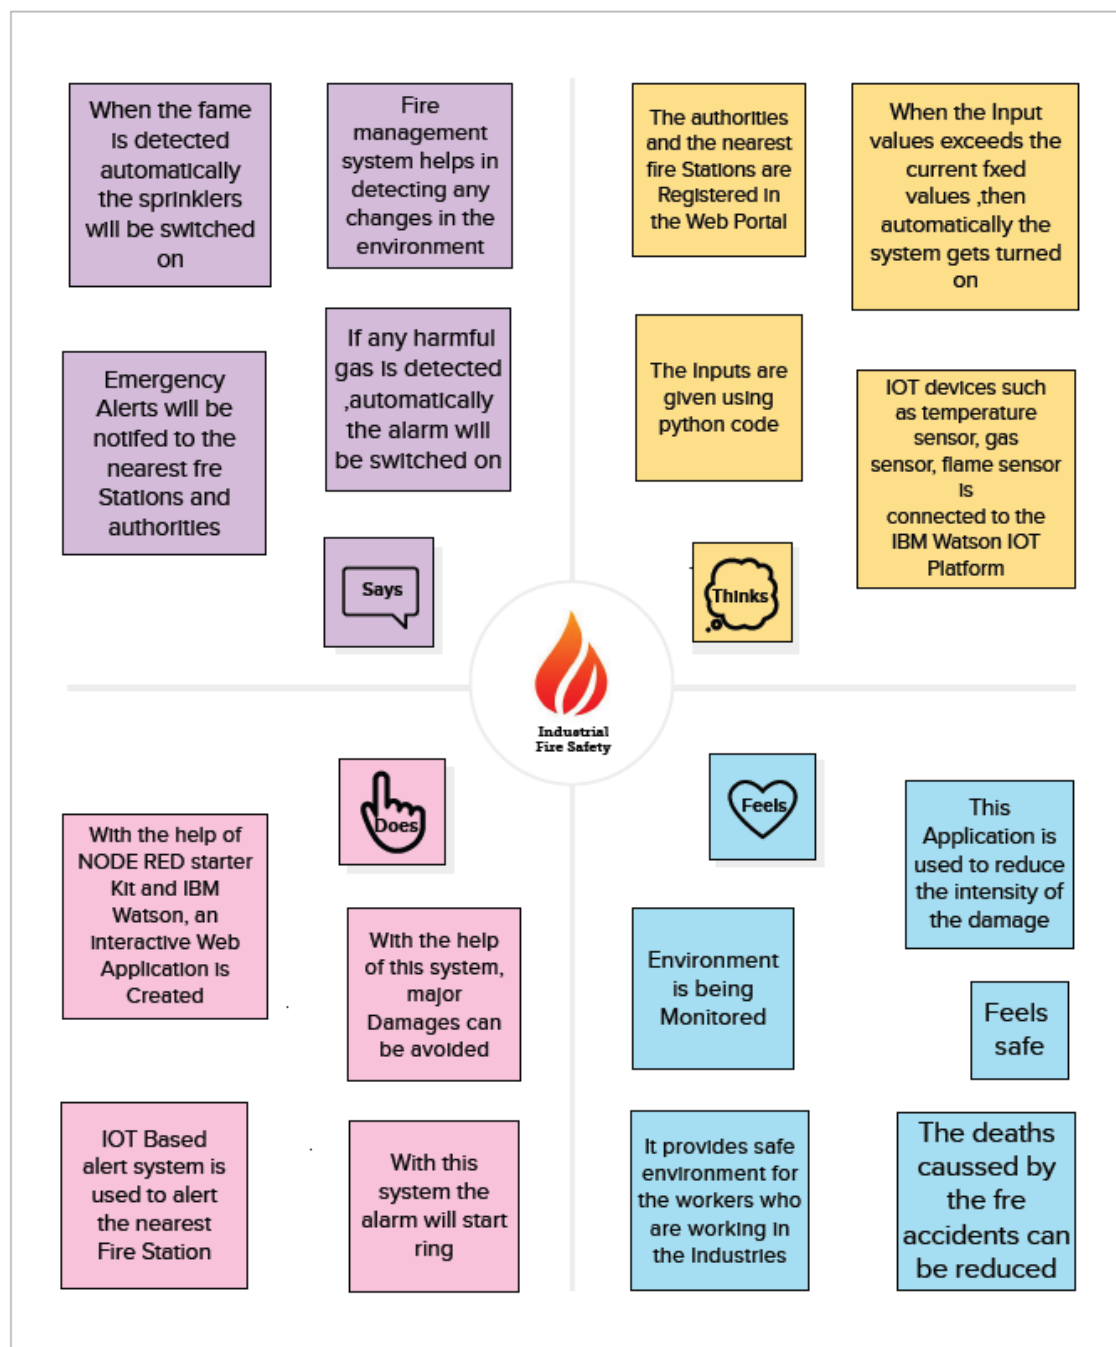 When the fame
is detected
automatically
the sprinklers
will be switched
on
Fire
management
system helps in
detecting any
changes in the
environment
Emergency
Alerts will be
notifed to the
nearest fre
Stations and
authorities
If any harmful
gas is detected
,automatically
the alarm will
be switched on
Says
The authorities
and the nearest
fire Stations are
Registered in
the Web Portal
When the Input
values exceeds the
current fxed
values ,then
automatically the
system gets turned
on
The Inputs are
given using
python code
IOT devices such
as temperature
sensor, gas
sensor, flame sensor
is
connected to the
IBM Watson IOT
Platform
Thinks
Industrial
Fire Safety
Does
With the help of
NODE RED starter
Kit and IBM
Watson, an
interactive Web
Application is
Created
With the help
of this system,
major
Damages can
be avoided
IOT Based
alert system is
used to alert
the nearest
Fire Station
With this
system the
alarm will start
ring
Feels
This
Application is
used to reduce
the intensity of
the damage
Environment
is being
Monitored
Feels
safe
It provides safe
environment for
the workers who
are working in
the Industries
The deaths
caussed by
the fre
accidents can
be reduced